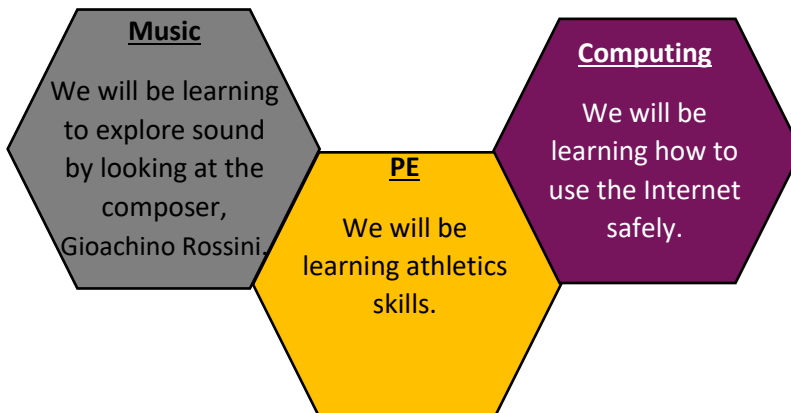 Music
We will be learning
to explore sound
by looking at the
composer,
Gioachino Rossini.
PE
We will be
learning athletics
skills.
Computing
We will be
learning how to
use the Internet
safely.